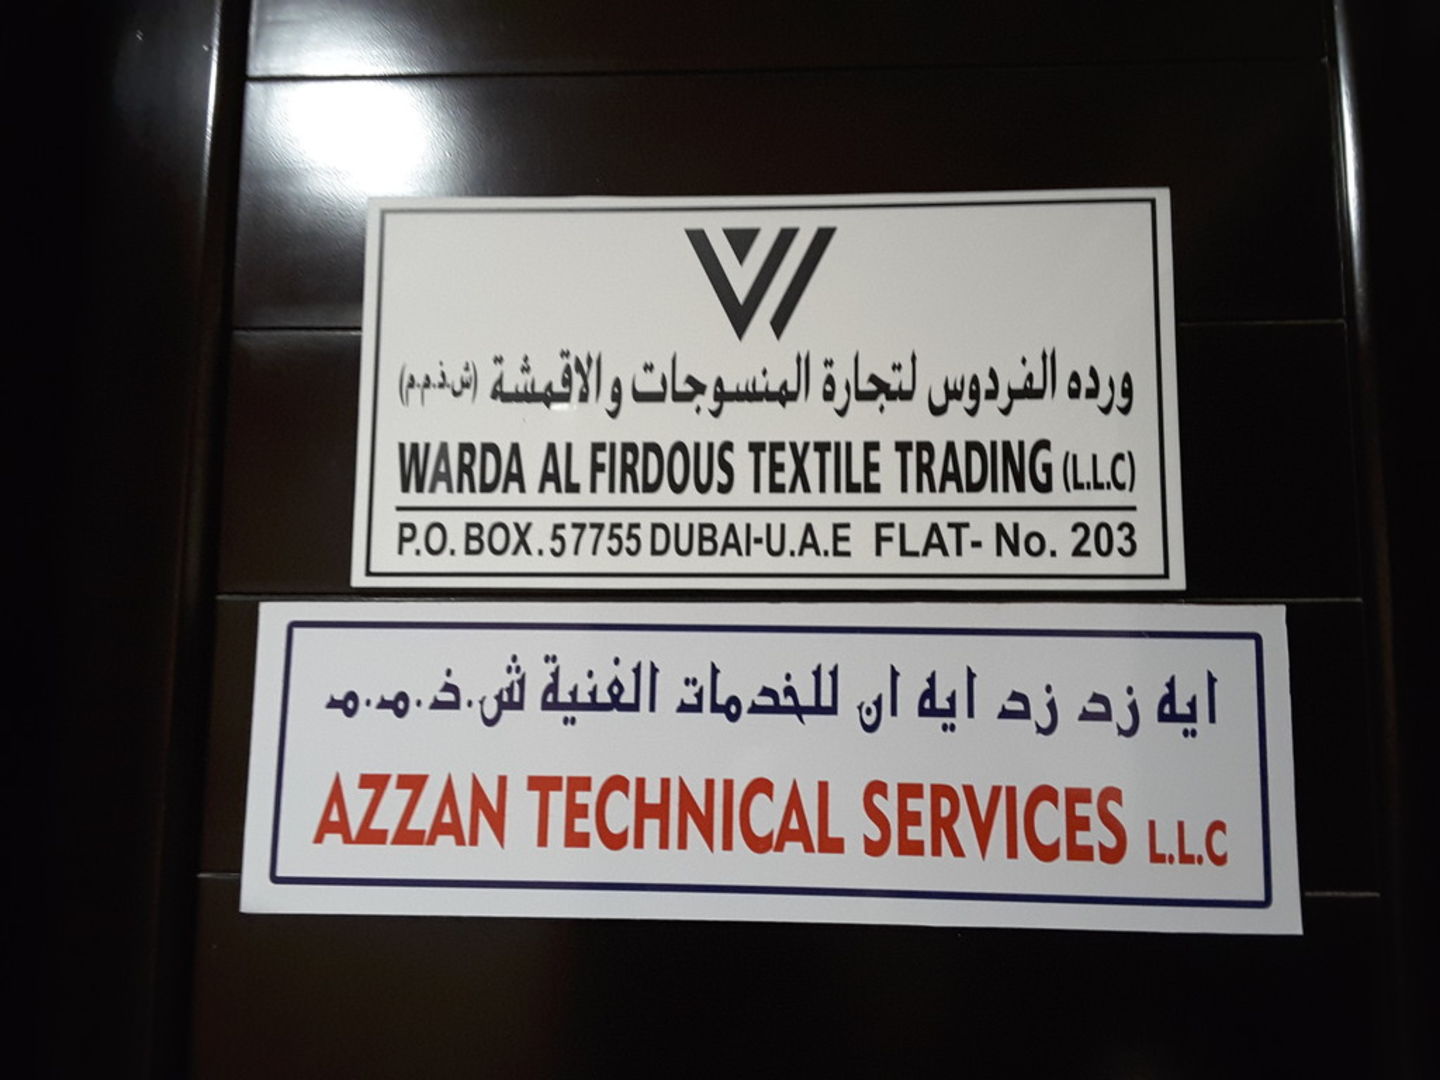 ورده الفردوس لتجارة المنسوجات والاقمشة (ش.ذ.م.م)
WARDA AL FIRDOUS TEXTILE TRADING (L.L.C)
P.O. BOX. 57755 DUBAI-U.A.E FLAT- No. 203
ايه زد زد ايه ان للخدمات الفنية ش.ذ.م.م
AZZAN TECHNICAL SERVICES L.L.C